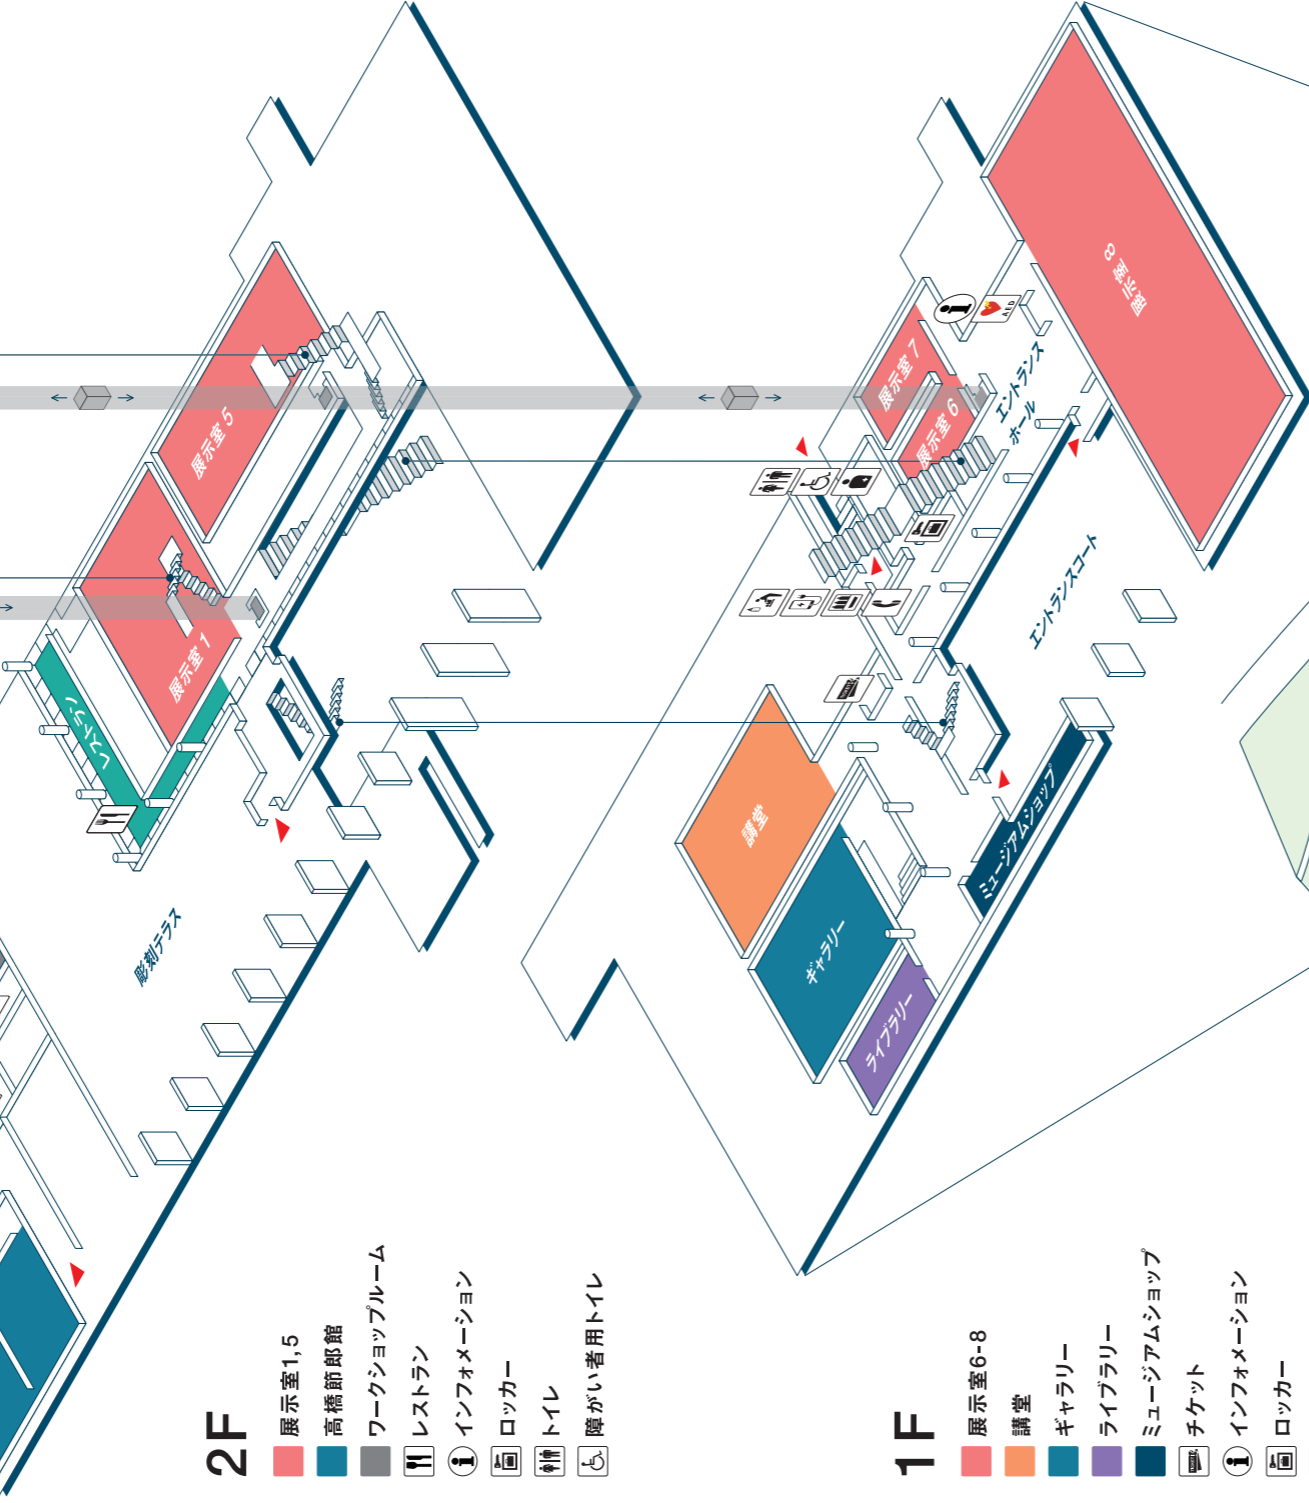 2F
展示室1,5
高橋節郎館
ワークショップルーム
レストラン
インフォメーション
ロッカー
トイレ
障がい者用トイレ
レストラン
展示室 1
展示室 5
彫刻テラス
1F
展示室6-8
講堂
ギャラリー
ライブラリー
ミュージアムショップ
チケット
インフォメーション
ロッカー
ライブラリー
ギャラリー
講堂
ミュージアムショップ
エントランスコート
エントランス
ホール
展示室 6
展示室 7
展示室 8
AED